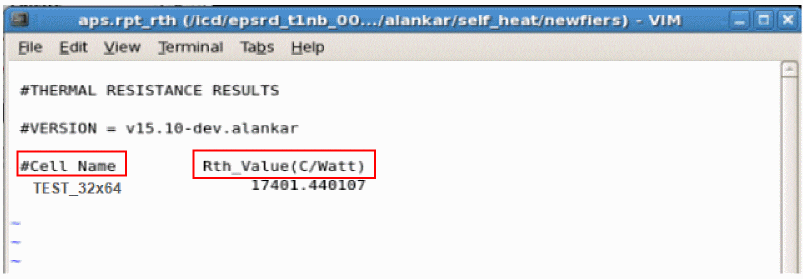 aps.rpt_rth (/icd/epsrd_t1nb_00.../alankar/self_heat/newfiers) - VIM
File Edit View Terminal Tabs Help
#THERMAL RESISTANCE RESULTS
#VERSION = v15.10-dev.alankar
#Cell Name Rth_Value(C/Watt)
TEST_32x64 17401.440107
~
~
~